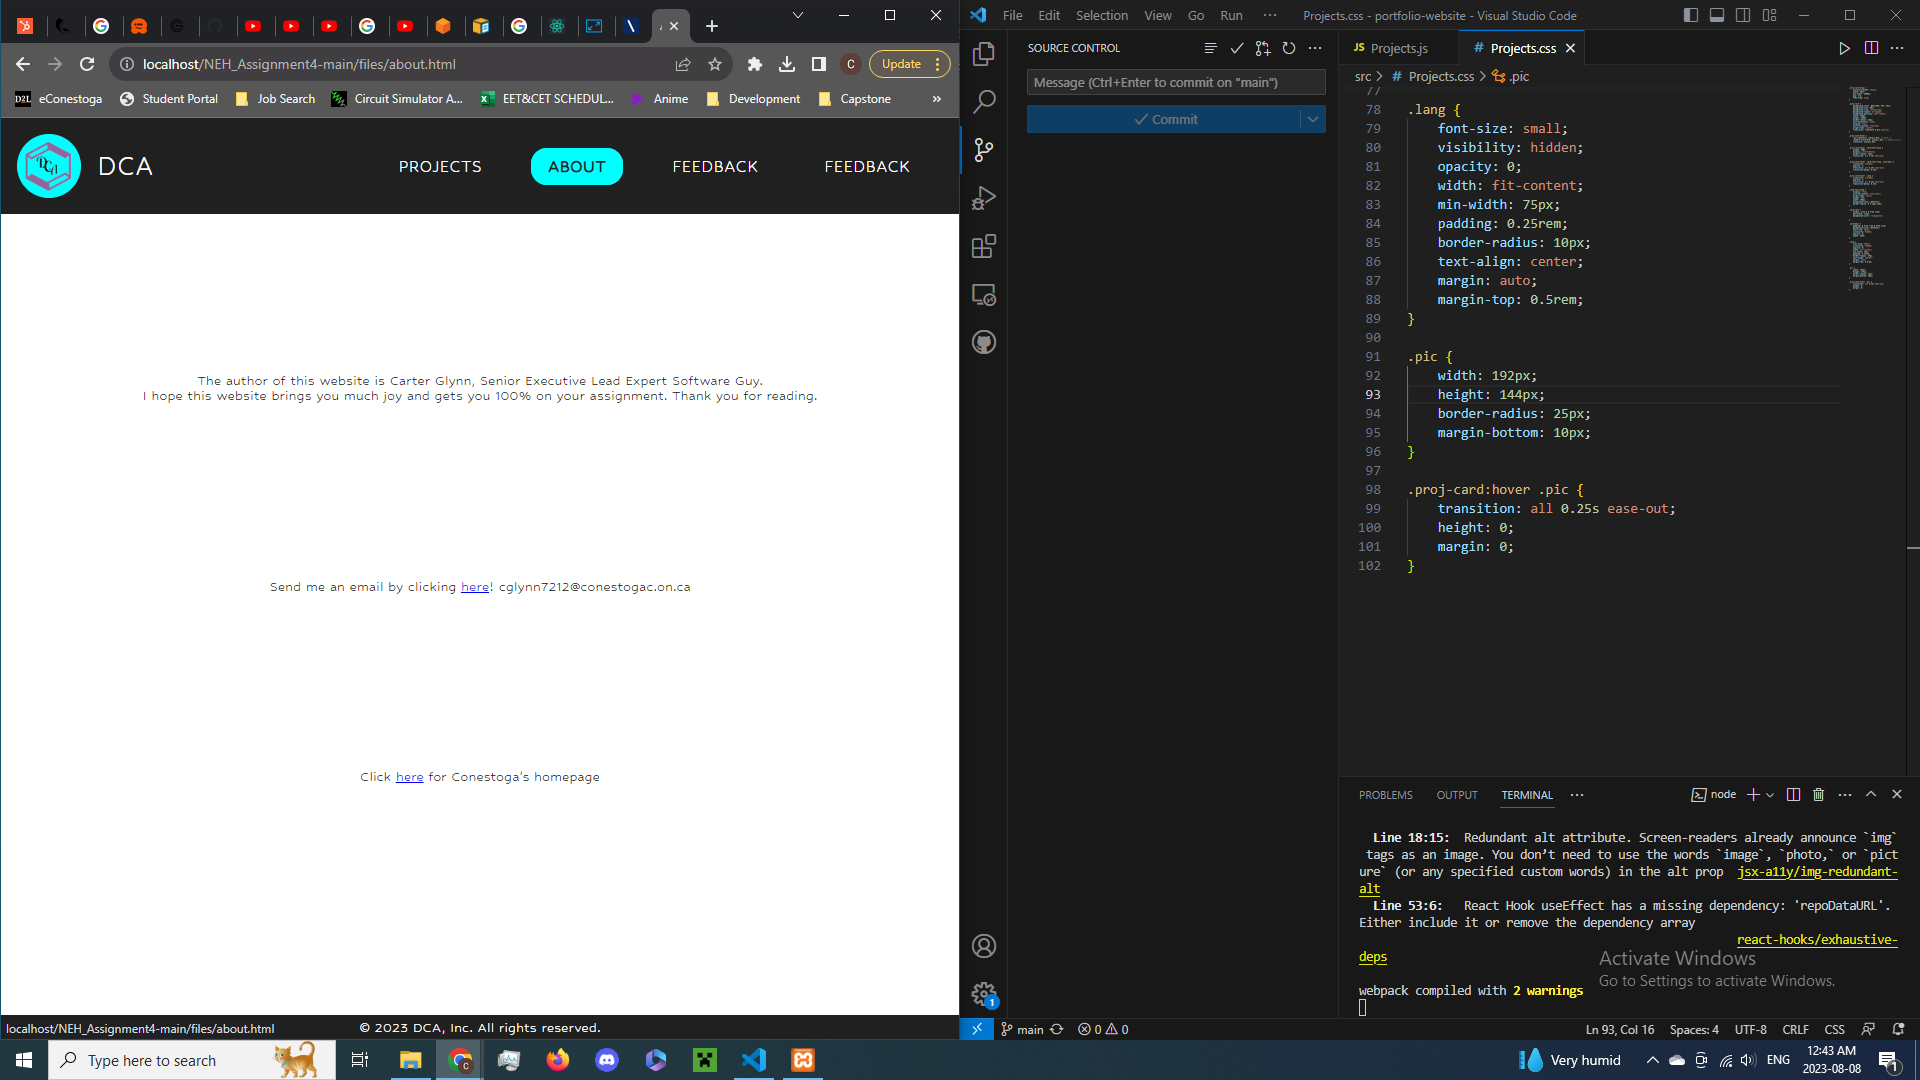 localhost/NEH_Assignment4-main/files/about.html
Update
eConestoga
Student Portal
Job Search
Circuit Simulator A...
EET&CET SCHEDUL...
Anime
Development
Capstone
»
DCA
DCA
PROJECTS
ABOUT
FEEDBACK
FEEDBACK
The author of this website is Carter Glynn, Senior Executive Lead Expert Software Guy.
I hope this website brings you much joy and gets you 100% on your assignment. Thank you for reading.
Send me an email by clicking here! cglynn7212@conestogac.on.ca
Click here for Conestoga's homepage
localhost/NEH_Assignment4-main/files/about.html
© 2023 DCA, Inc. All rights reserved.
File Edit Selection View Go Run ···
Projects.css - portfolio-website - Visual Studio Code
SOURCE CONTROL
Message (Ctrl+Enter to commit on "main")
Commit
JS Projects.js
# Projects.css
src > # Projects.css > .pic
77
78 .lang {
79 font-size: small;
80 visibility: hidden;
81 opacity: 0;
82 width: fit-content;
83 min-width: 75px;
84 padding: 0.25rem;
85 border-radius: 10px;
86 text-align: center;
87 margin: auto;
88 margin-top: 0.5rem;
89 }
90
91 .pic {
92 width: 192px;
93 height: 144px;
94 border-radius: 25px;
95 margin-bottom: 10px;
96 }
97
98 .proj-card:hover .pic {
99 transition: all 0.25s ease-out;
100 height: 0;
101 margin: 0;
102 }
PROBLEMS OUTPUT TERMINAL ···
node
Line 18:15: Redundant alt attribute. Screen-readers already announce `img`
tags as an image. You don't need to use the words `image`, `photo,` or `pict
ure` (or any specified custom words) in the alt prop jsx-a11y/img-redundant-
alt
Line 53:6: React Hook useEffect has a missing dependency: 'repoDataURL'.
Either include it or remove the dependency array
react-hooks/exhaustive-
deps
webpack compiled with 2 warnings
Activate Windows
Go to Settings to activate Windows.
1
main
0 0
Ln 93, Col 16 Spaces: 4 UTF-8 CRLF CSS
Type here to search
Very humid
ENG
12:43 AM
2023-08-08
1